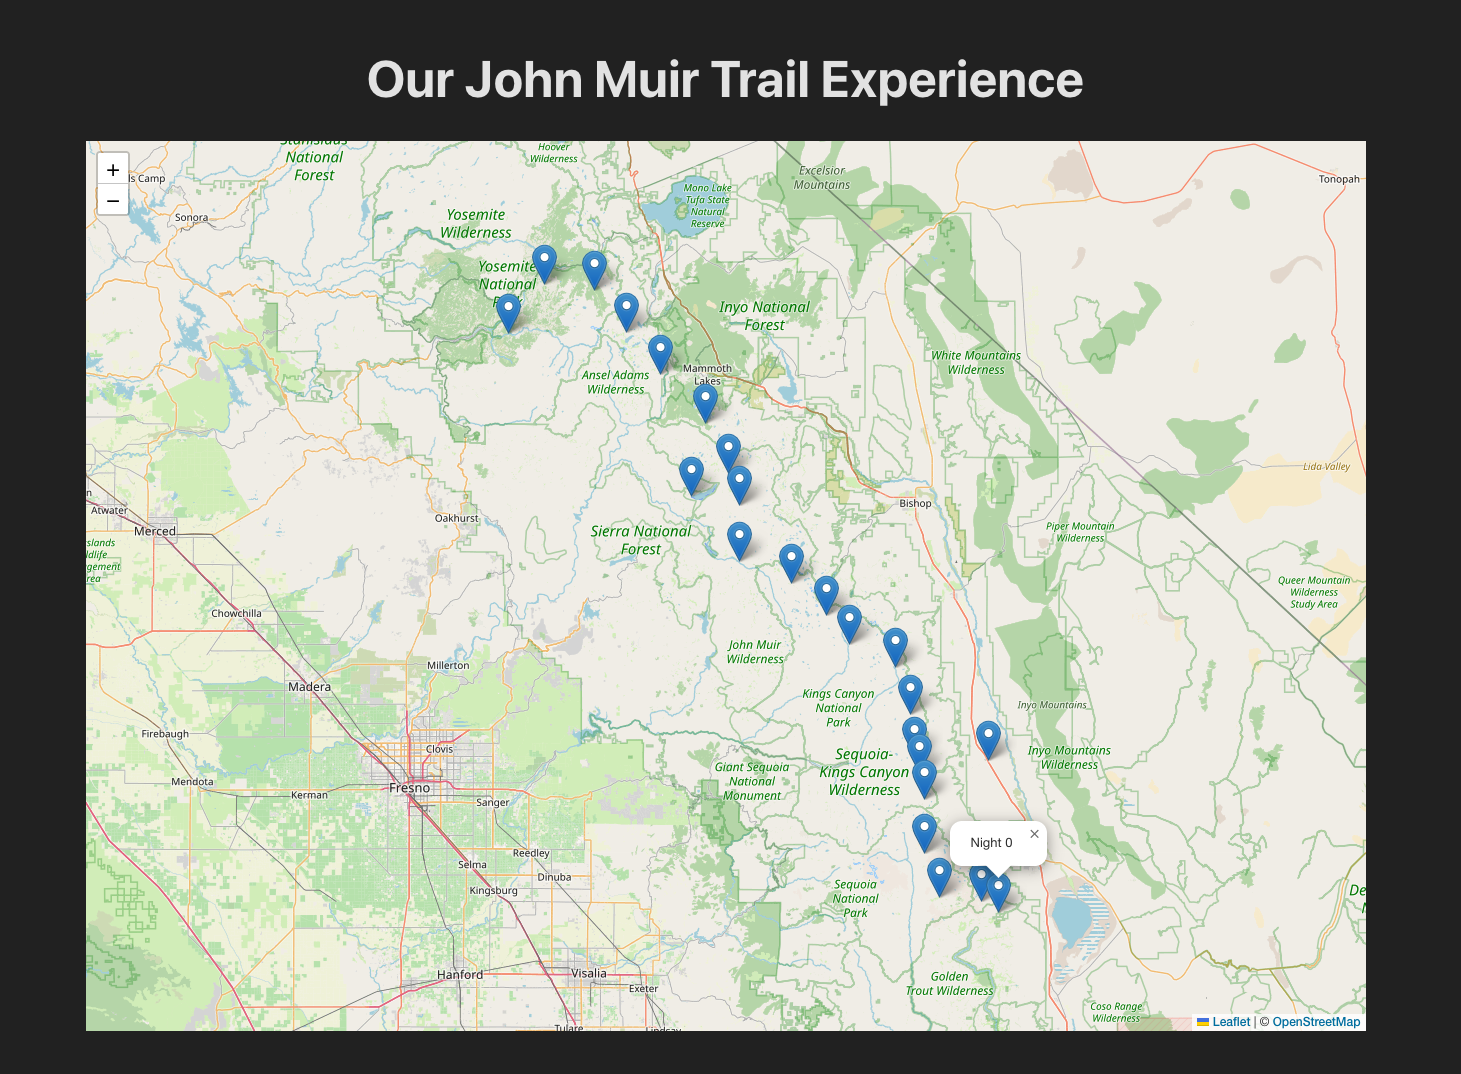 Our John Muir Trail Experience
+
−
ls Camp
Sonora
Stanislaus
National
Forest
Hoover
Wilderness
Yosemite
Wilderness
Mono Lake
Tufa State
Natural
Reserve
Excelsior
Mountains
Tonopah
Yosemite
National
Inyo National
Forest
Ansel Adams
Wilderness
Mammoth
Lakes
White Mountains
Wilderness
Lida Valley
n
Atwater
Merced
Oakhurst
Bishop
Sierra National
Forest
Piper Mountain
Wilderness
slands
ldlife
gement
rea
Queer Mountain
Wilderness
Study Area
Chowchilla
John Muir
Wilderness
Millerton
Madera
Kings Canyon
National
Park
Inyo Mountains
Firebaugh
Clovis
Sequoia-
Kings Canyon
Wilderness
Inyo Mountains
Wilderness
Giant Sequoia
National
Monument
Mendota
Kerman
Fresno
Sanger
Night 0
×
Selma
Reedley
Dinuba
Kingsburg
Sequoia
National
Park
De
Hanford
Visalia
Exeter
Golden
Trout Wilderness
Coso Range
Wilderness
Tulare
Lindsay
Leaflet | © OpenStreetMap